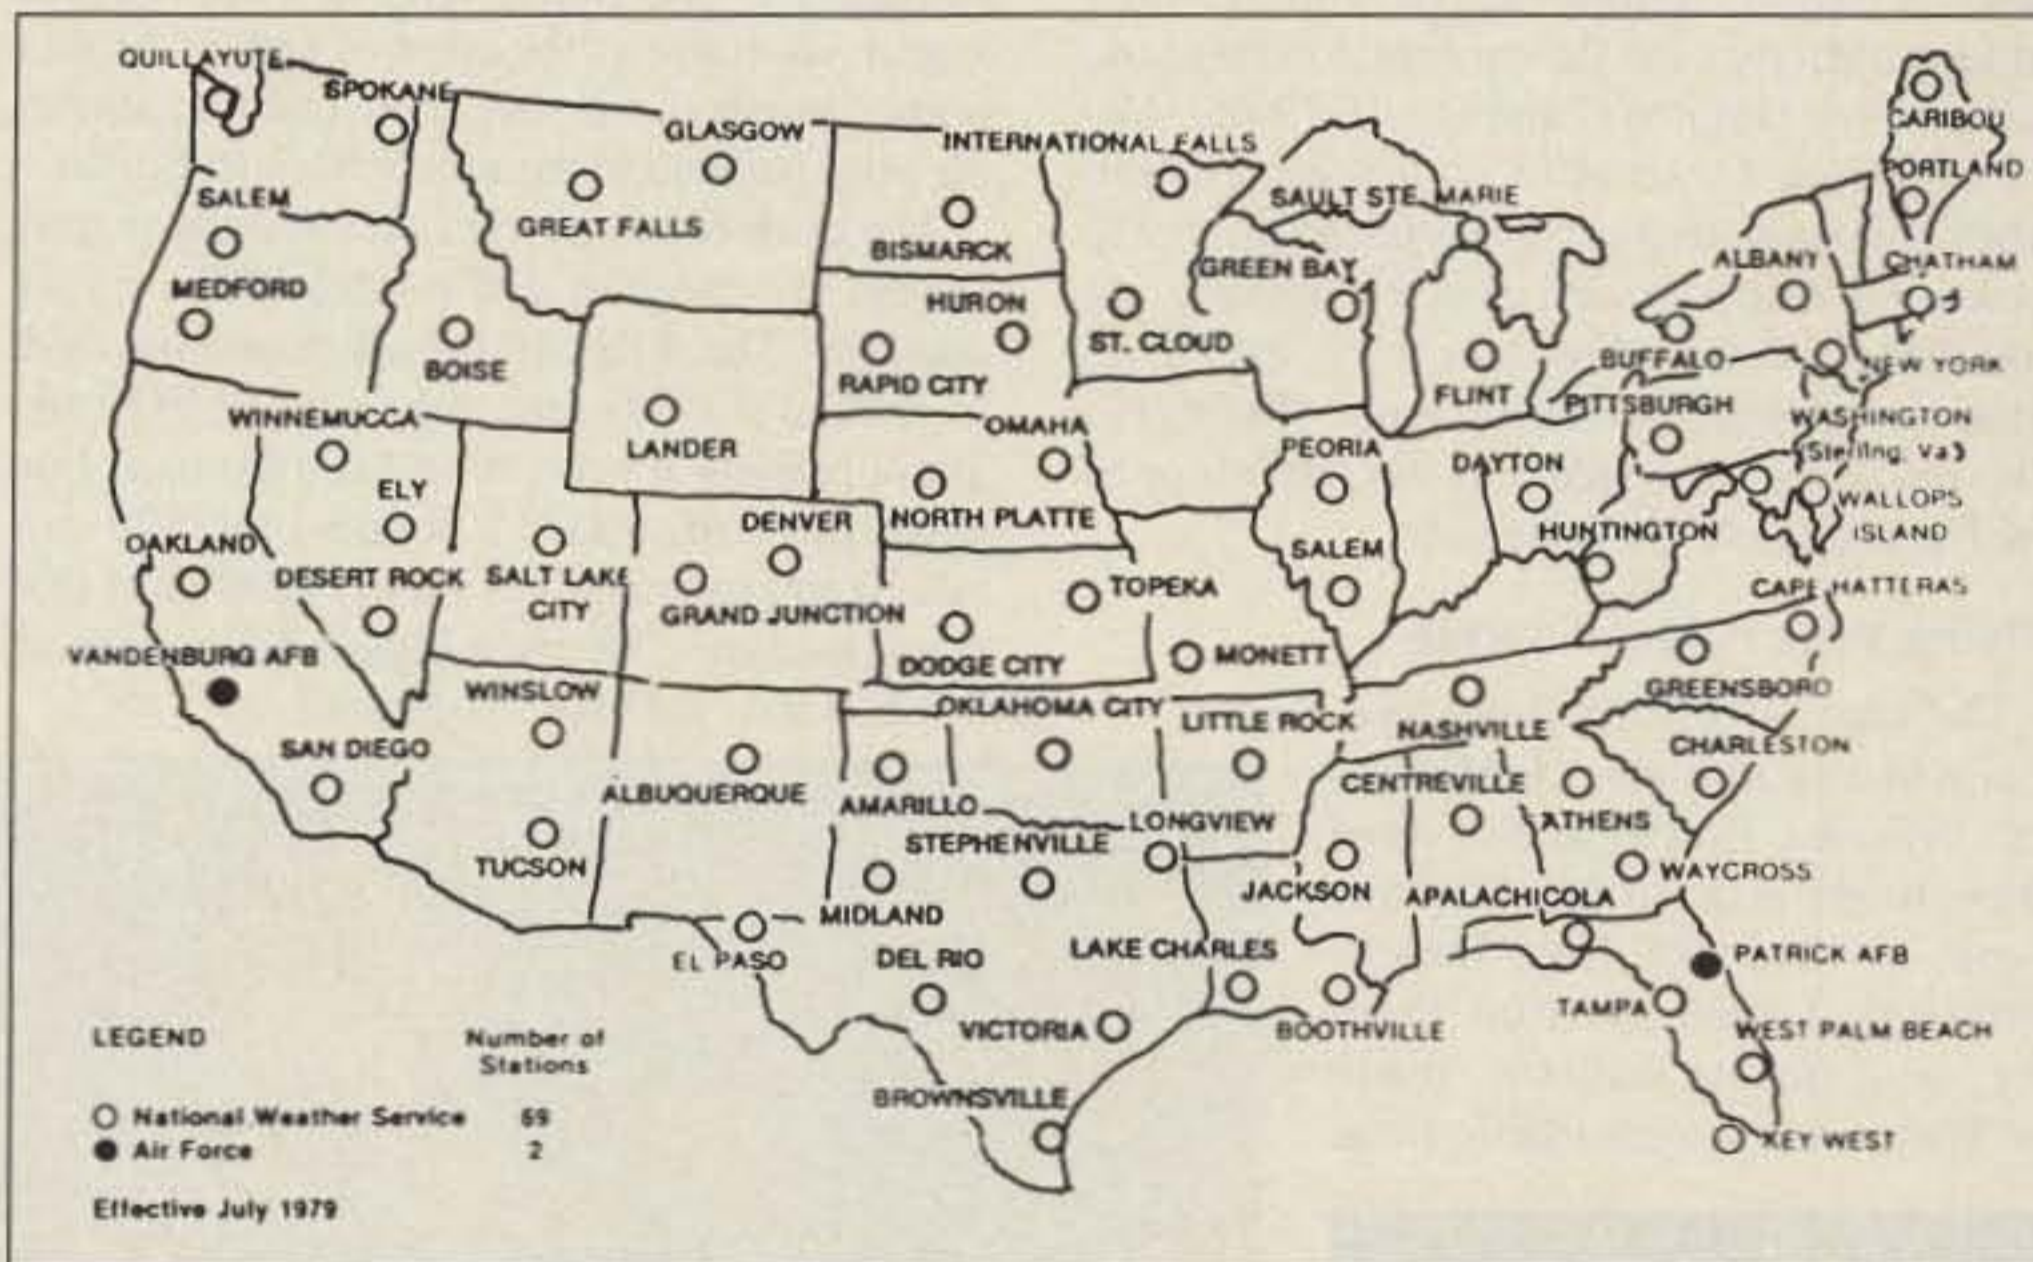 QUILLAYUTE
SPOKANE
GLASGOW
INTERNATIONAL FALLS
CARIBOU
PORTLAND
SALEM
GREAT FALLS
SAULT STE. MARIE
BISMARCK
GREEN BAY
ALBANY
CHATHAM
MEDFORD
HURON
ST. CLOUD
BOISE
RAPID CITY
FLINT
BUFFALO
NEW YORK
PITTSBURGH
WINNEMUCCA
LANDER
OMAHA
PEORIA
DAYTON
WASHINGTON
(Sterling, Va)
ELY
DENVER
NORTH PLATTE
WALLOPS
ISLAND
OAKLAND
HUNTINGTON
SALEM
DESERT ROCK
SALT LAKE
CITY
GRAND JUNCTION
TOPEKA
CAPE HATTERAS
VANDENBURG AFB
DODGE CITY
MONETT
WINSLOW
OKLAHOMA CITY
LITTLE ROCK
NASHVILLE
GREENSBORO
SAN DIEGO
CHARLESTON
ALBUQUERQUE
AMARILLO
CENTREVILLE
LONGVIEW
ATHENS
STEPHENVILLE
TUCSON
JACKSON
WAYCROSS
APALACHICOLA
MIDLAND
EL PASO
DEL RIO
LAKE CHARLES
PATRICK AFB
TAMPA
VICTORIA
BOOTHVILLE
WEST PALM BEACH
BROWNSVILLE
KEY WEST
LEGEND
Number of
Stations
National Weather Service 69
Air Force 2
Effective July 1979